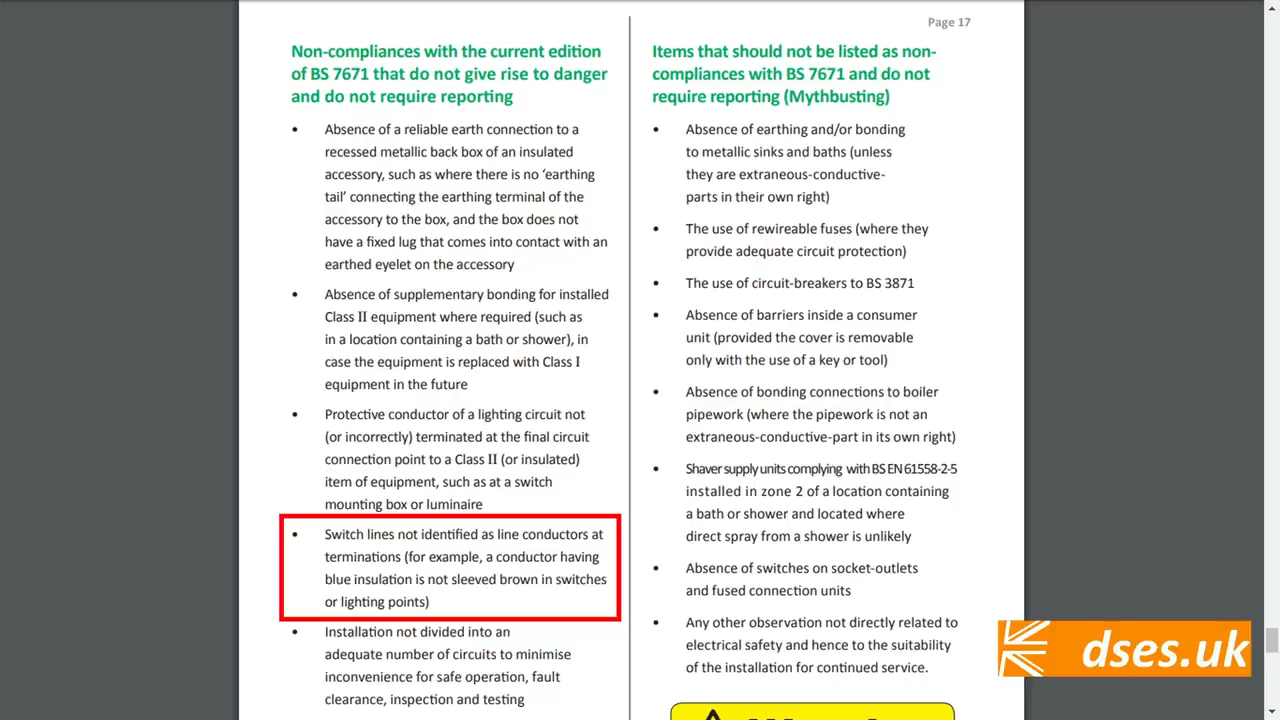 Page 17
Non-compliances with the current edition
of BS 7671 that do not give rise to danger
and do not require reporting
• Absence of a reliable earth connection to a
recessed metallic back box of an insulated
accessory, such as where there is no ‘earthing
tail’ connecting the earthing terminal of the
accessory to the box, and the box does not
have a fixed lug that comes into contact with an
earthed eyelet on the accessory
• Absence of supplementary bonding for installed
Class II equipment where required (such as
in a location containing a bath or shower), in
case the equipment is replaced with Class I
equipment in the future
• Protective conductor of a lighting circuit not
(or incorrectly) terminated at the final circuit
connection point to a Class II (or insulated)
item of equipment, such as at a switch
mounting box or luminaire
• Switch lines not identified as line conductors at
terminations (for example, a conductor having
blue insulation is not sleeved brown in switches
or lighting points)
• Installation not divided into an
adequate number of circuits to minimise
inconvenience for safe operation, fault
clearance, inspection and testing
Items that should not be listed as non-
compliances with BS 7671 and do not
require reporting (Mythbusting)
• Absence of earthing and/or bonding
to metallic sinks and baths (unless
they are extraneous-conductive-
parts in their own right)
• The use of rewireable fuses (where they
provide adequate circuit protection)
• The use of circuit-breakers to BS 3871
• Absence of barriers inside a consumer
unit (provided the cover is removable
only with the use of a key or tool)
• Absence of bonding connections to boiler
pipework (where the pipework is not an
extraneous-conductive-part in its own right)
• Shaver supply units complying with BS EN 61558-2-5
installed in zone 2 of a location containing
a bath or shower and located where
direct spray from a shower is unlikely
• Absence of switches on socket-outlets
and fused connection units
• Any other observation not directly related to
electrical safety and hence to the suitability
of the installation for continued service.
dses.uk